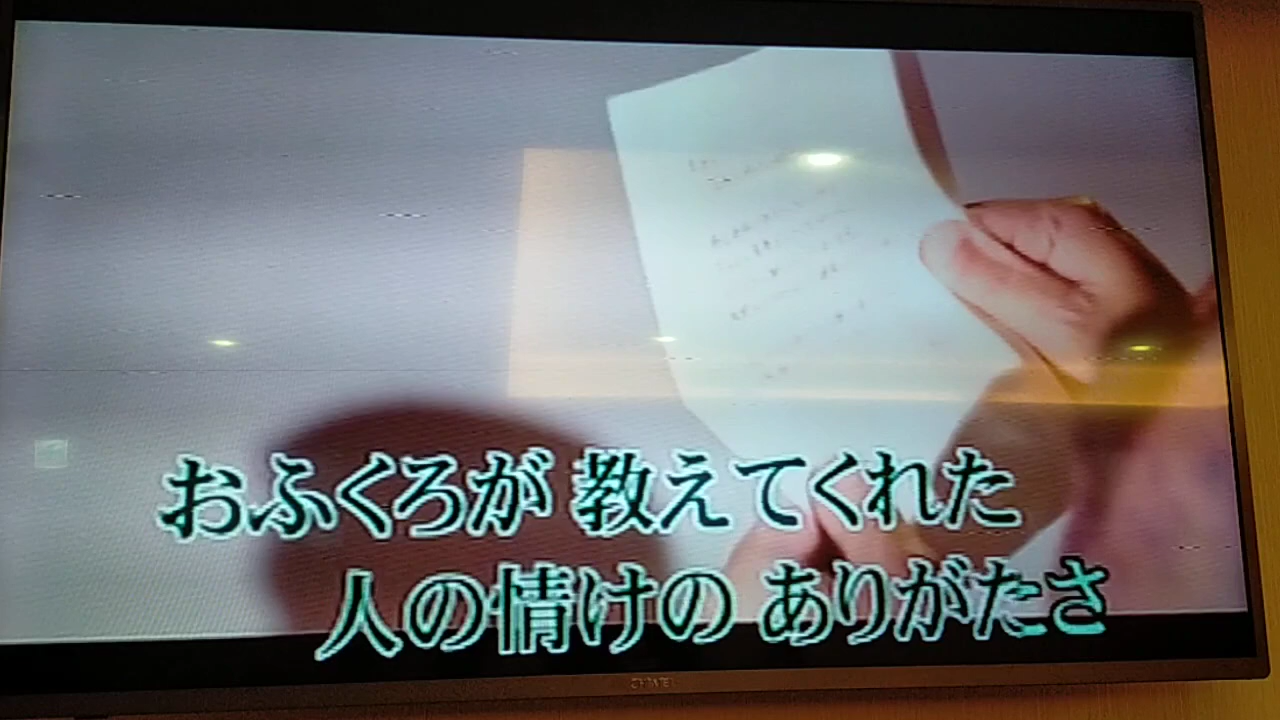 おふくろが 教えてくれた
人の情けの ありがたさ